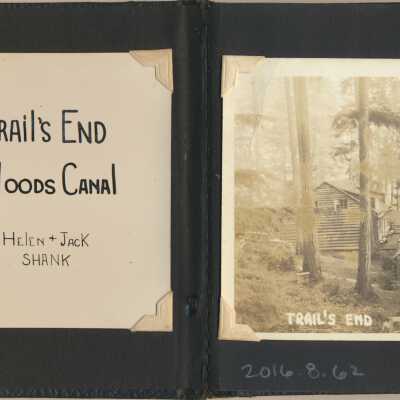 RAIL'S END
OODS CANAL
HELEN + JACK
SHANK
TRAIL'S END
2016.8.62